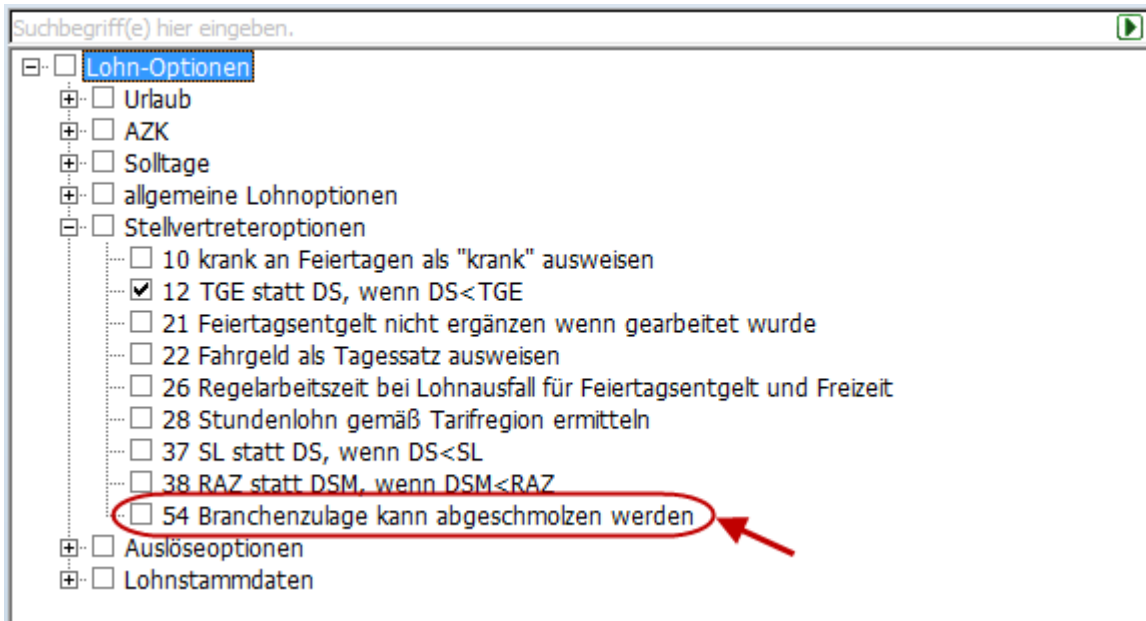 Suchbegriff(e) hier eingeben.
Lohn-Optionen
Urlaub
AZK
Solltage
allgemeine Lohnoptionen
Stellvertreteroptionen
10 krank an Feiertagen als "krank" ausweisen
12 TGE statt DS, wenn DS<TGE
21 Feiertagsentgelt nicht ergänzen wenn gearbeitet wurde
22 Fahrgeld als Tagessatz ausweisen
26 Regelarbeitszeit bei Lohnausfall für Feiertagsentgelt und Freizeit
28 Stundenlohn gemäß Tarifregion ermitteln
37 SL statt DS, wenn DS<SL
38 RAZ statt DSM, wenn DSM<RAZ
54 Branchenzulage kann abgeschmolzen werden
Auslöseoptionen
Lohnstammdaten